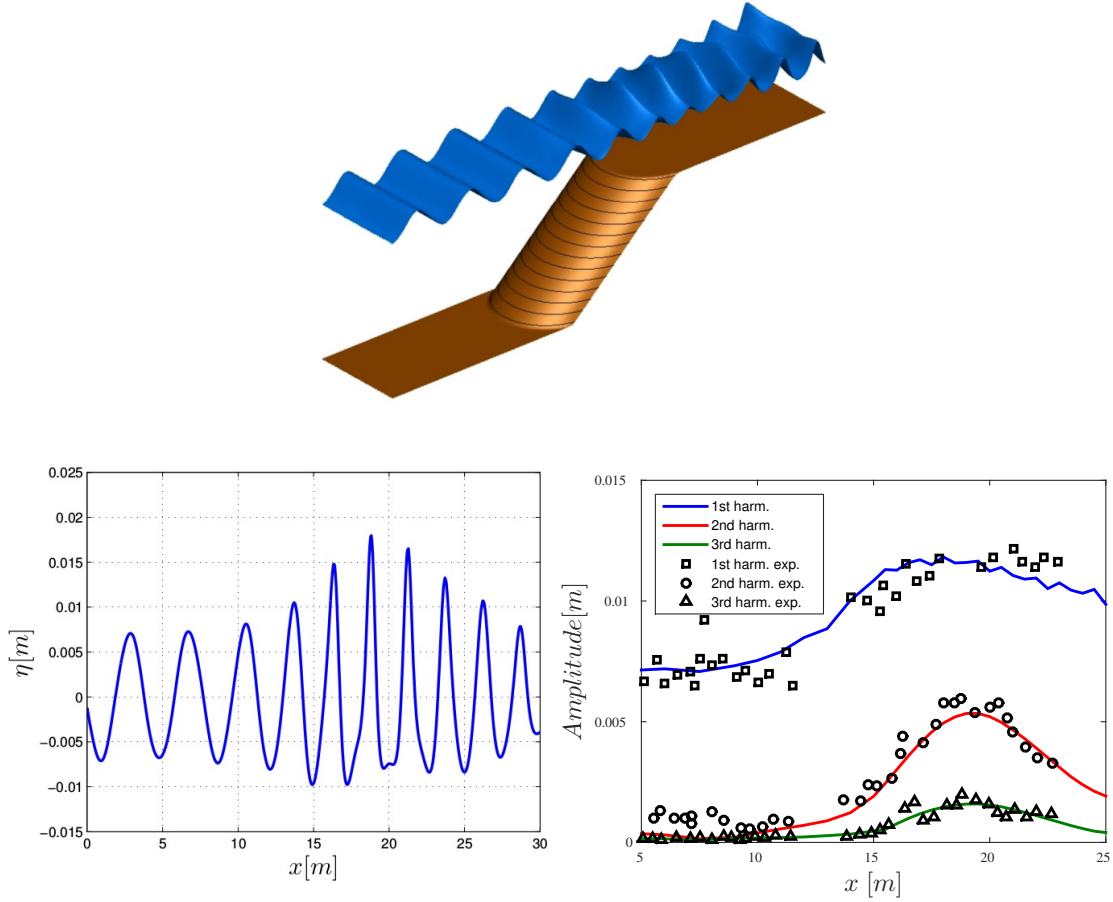 0.025
0.02
0.015
0.01
0.005
0
−0.005
−0.01
−0.015
η[m]
0 5 10 15 20 25 30
x[m]
0.015
0.01
0.005
0
Amplitude[m]
1st harm.
2nd harm.
3rd harm.
1st harm. exp.
2nd harm. exp.
3rd harm. exp.
5 10 15 20 25
x [m]